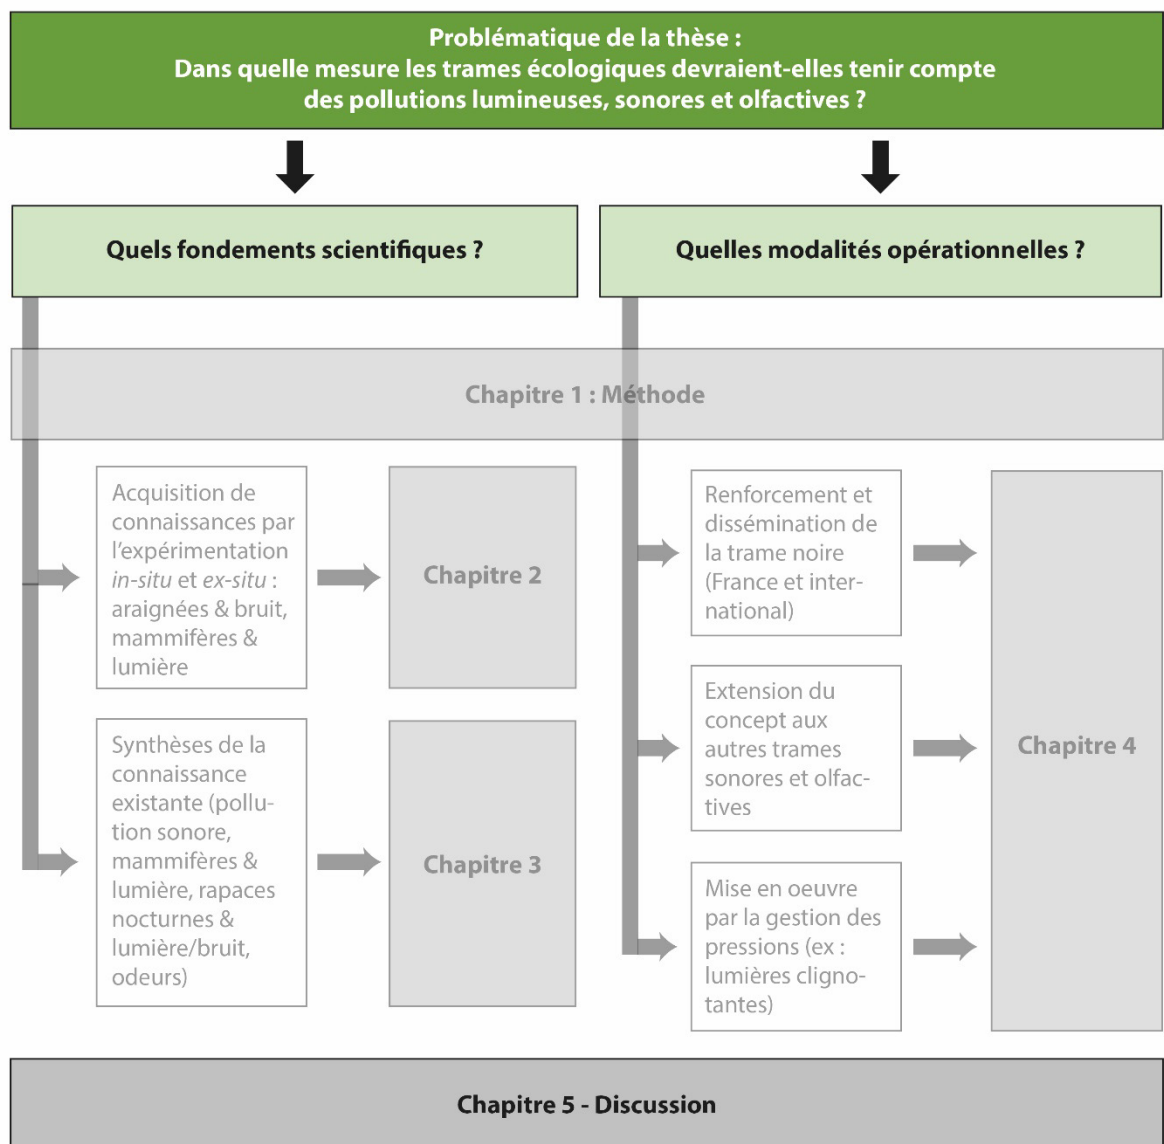 Problématique de la thèse :
Dans quelle mesure les trames écologiques devraient-elles tenir compte
des pollutions lumineuses, sonores et olfactives ?
Quels fondements scientifiques ?
Quelles modalités opérationnelles ?
Chapitre 1 : Méthode
Acquisition de
connaissances par
l'expérimentation
in-situ et ex-situ :
araignées & bruit,
mammifères &
lumière
Chapitre 2
Synthèses de la
connaissance
existante (pollu-
tion sonore,
mammifères &
lumière, rapaces
nocturnes &
lumière/bruit,
odeurs)
Chapitre 3
Renforcement et
dissémination de
la trame noire
(France et inter-
national)
Extension du
concept aux
autres trames
sonores et olfac-
tives
Mise en oeuvre
par la gestion des
pressions (ex :
lumières cligno-
tantes)
Chapitre 4
Chapitre 5 - Discussion